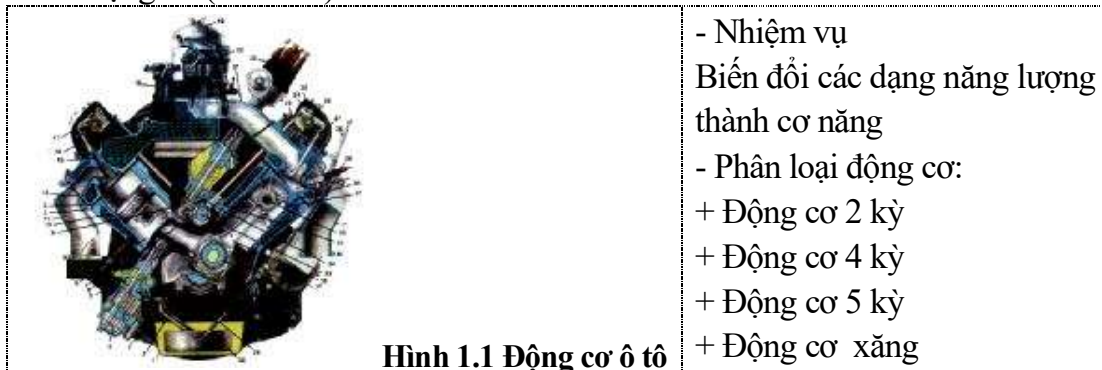 Hình 1.1 Động cơ ô tô
- Nhiệm vụ
Biến đổi các dạng năng lượng
thành cơ năng
- Phân loại động cơ:
+ Động cơ 2 kỳ
+ Động cơ 4 kỳ
+ Động cơ 5 kỳ
+ Động cơ xăng